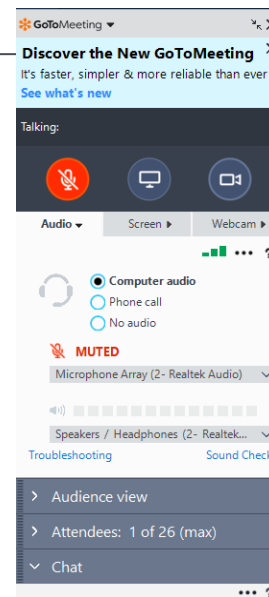 GoToMeeting
Discover the New GoToMeeting
It's faster, simpler & more reliable than ever
See what's new
Talking:
Audio Screen Webcam
?
Computer audio
Phone call
No audio
MUTED
Microphone Array (2- Realtek Audio)
Speakers / Headphones (2- Realtek...
Troubleshooting Sound Check
Audience view
Attendees: 1 of 26 (max)
Chat
?